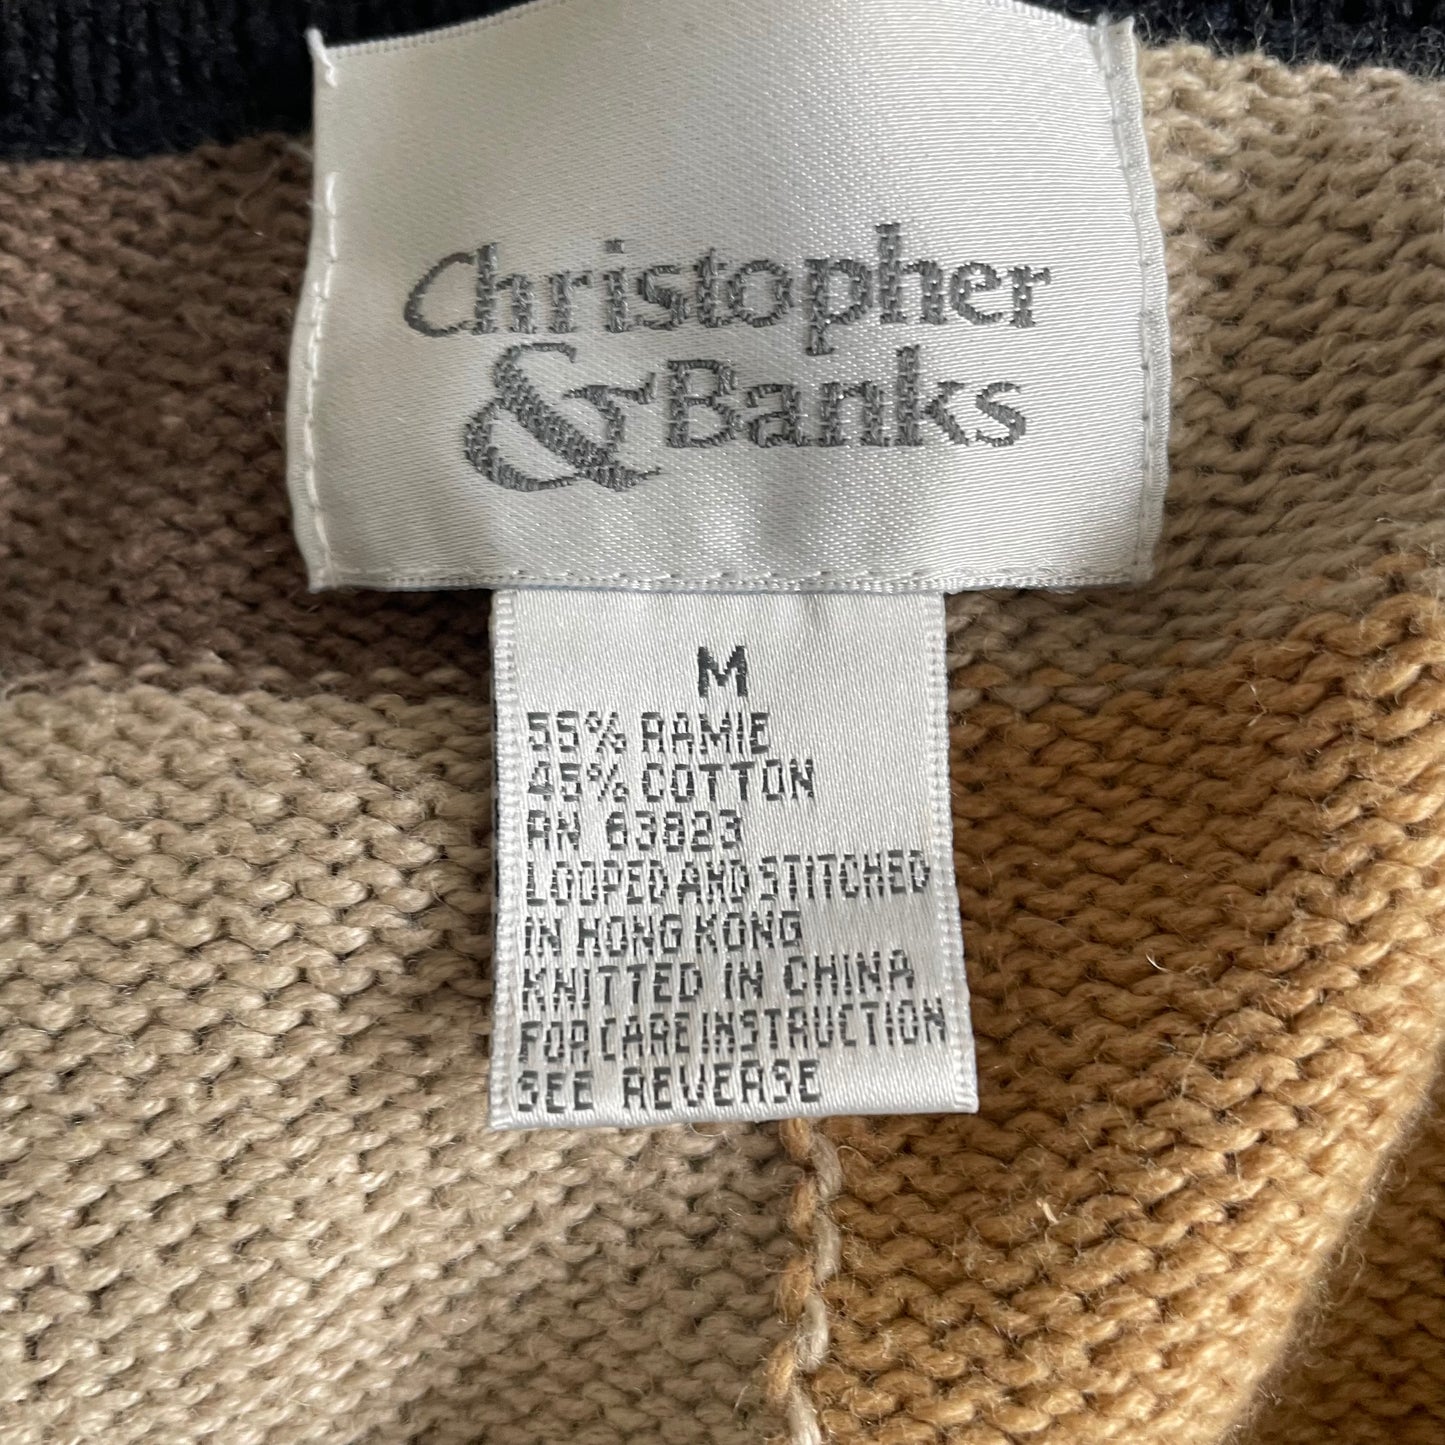 Christopher
& Banks
M
55% RAMIE
45% COTTON
RN 63823
LOOPED AND STITCHED
IN HONG KONG
KNITTED IN CHINA
FOR CARE INSTRUCTION
SEE REVERSE